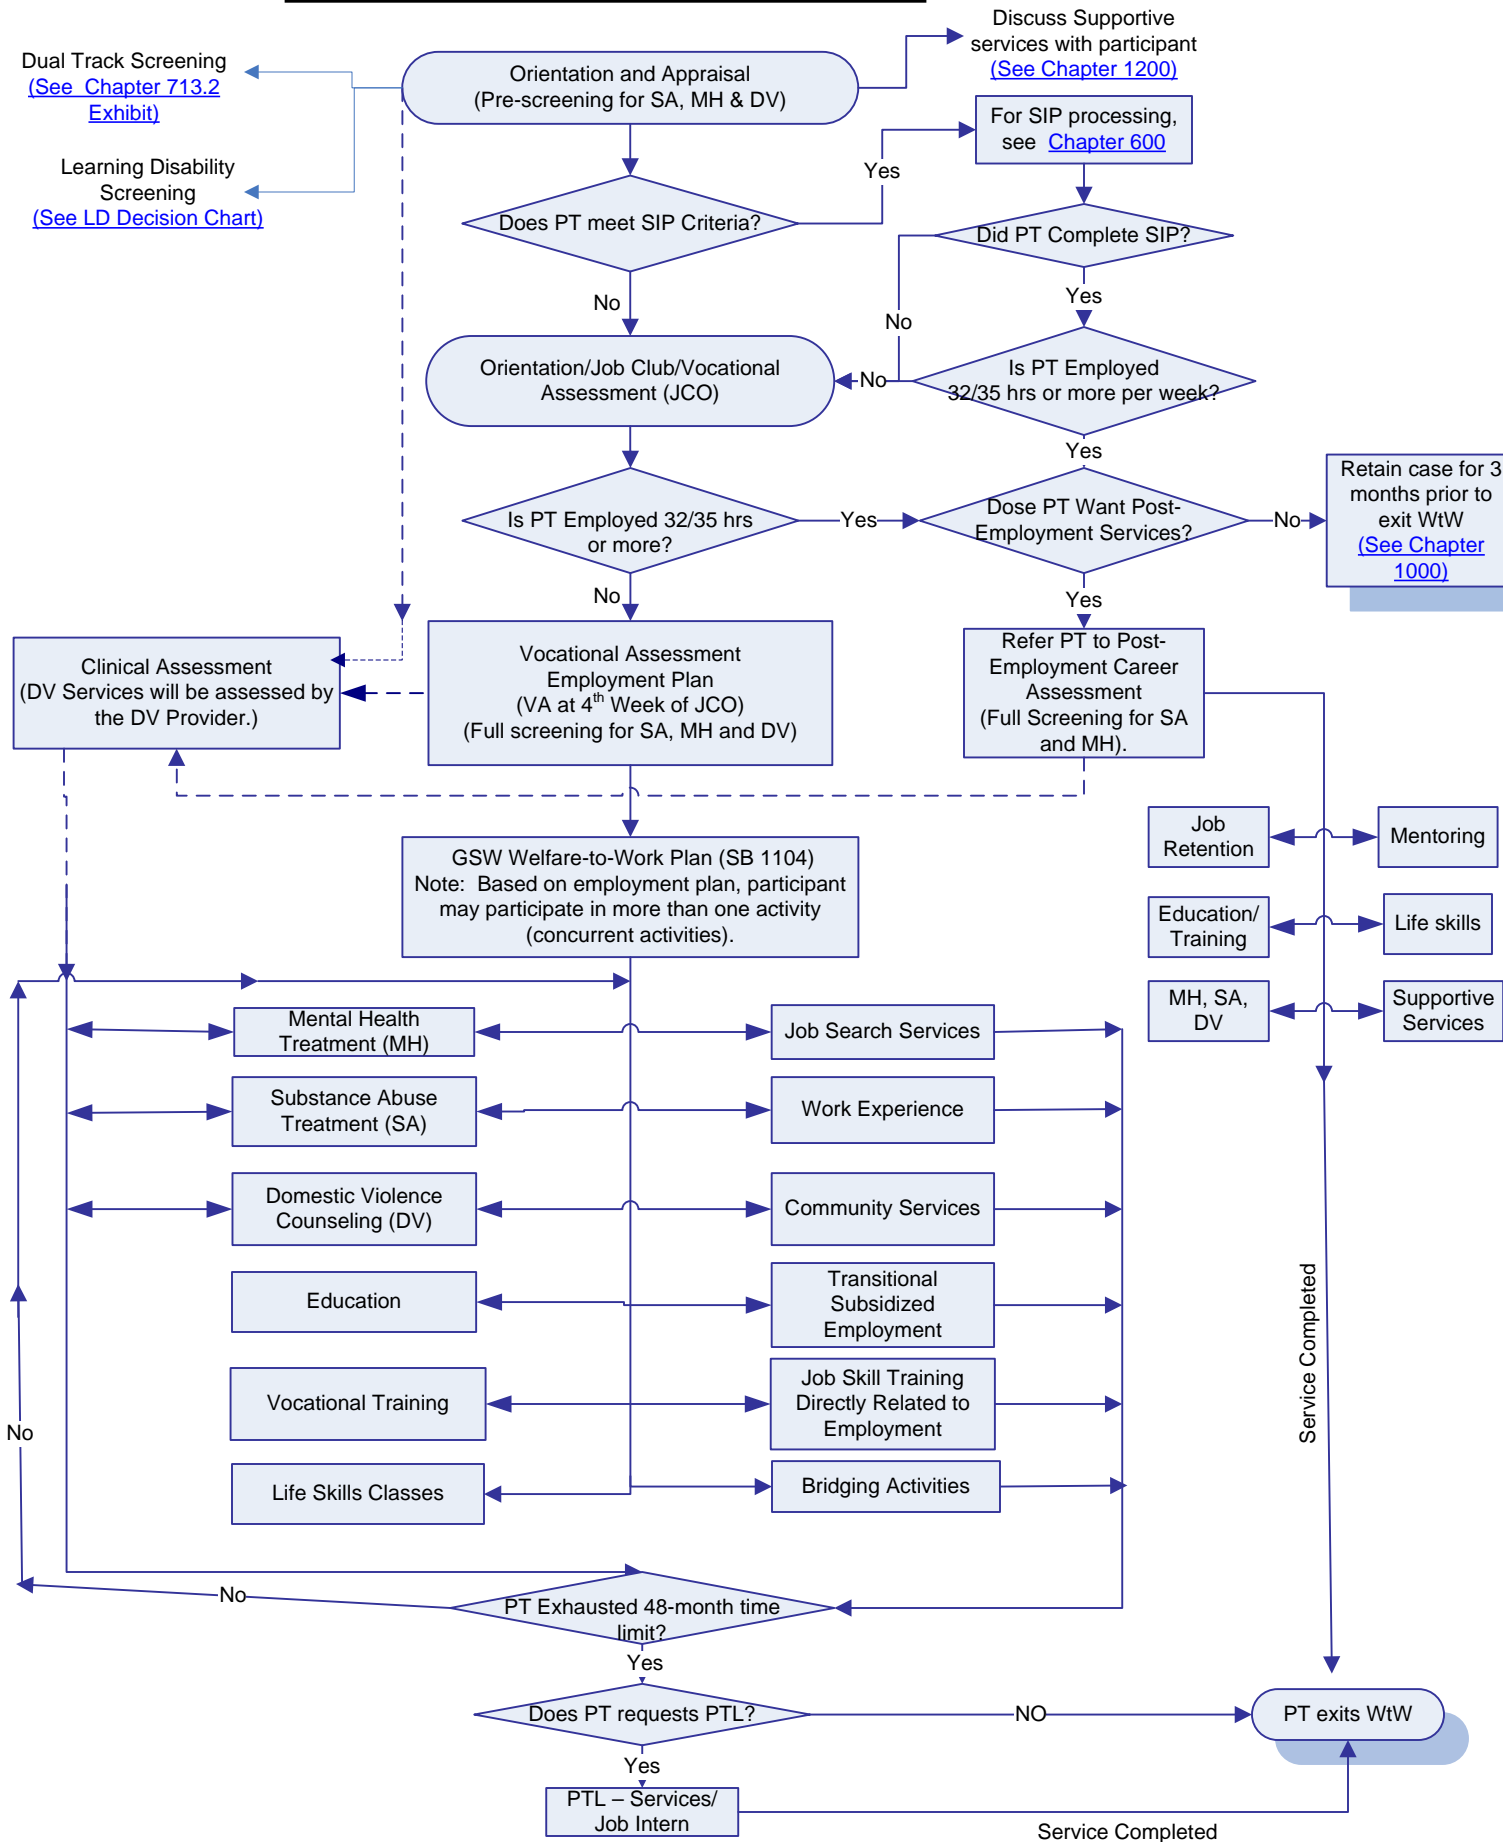 Discuss Supportive
services with participant
(See Chapter 1200)
Dual Track Screening
(See Chapter 713.2
Exhibit)
Orientation and Appraisal
(Pre-screening for SA, MH & DV)
For SIP processing,
see Chapter 600
Learning Disability
Screening
(See LD Decision Chart)
Yes
Does PT meet SIP Criteria?
Did PT Complete SIP?
No
Yes
No
Orientation/Job Club/Vocational
Assessment (JCO)
No
Is PT Employed
32/35 hrs or more per week?
Yes
Is PT Employed 32/35 hrs
or more?
Yes
Dose PT Want Post-
Employment Services?
No
Retain case for 3
months prior to
exit WtW
(See Chapter
1000)
No
Yes
Clinical Assessment
(DV Services will be assessed by
the DV Provider.)
Vocational Assessment
Employment Plan
(VA at 4th Week of JCO)
(Full screening for SA, MH and DV)
Refer PT to Post-
Employment Career
Assessment
(Full Screening for SA
and MH).
Job
Retention
Mentoring
GSW Welfare-to-Work Plan (SB 1104)
Note: Based on employment plan, participant
may participate in more than one activity
(concurrent activities).
Education/
Training
Life skills
MH, SA,
DV
Supportive
Services
Mental Health
Treatment (MH)
Job Search Services
Substance Abuse
Treatment (SA)
Work Experience
Domestic Violence
Counseling (DV)
Community Services
Education
Transitional
Subsidized
Employment
Service Completed
Vocational Training
Job Skill Training
Directly Related to
Employment
No
Life Skills Classes
Bridging Activities
No
PT Exhausted 48-month time
limit?
Yes
Does PT requests PTL?
NO
PT exits WtW
Yes
PTL – Services/
Job Intern
Service Completed